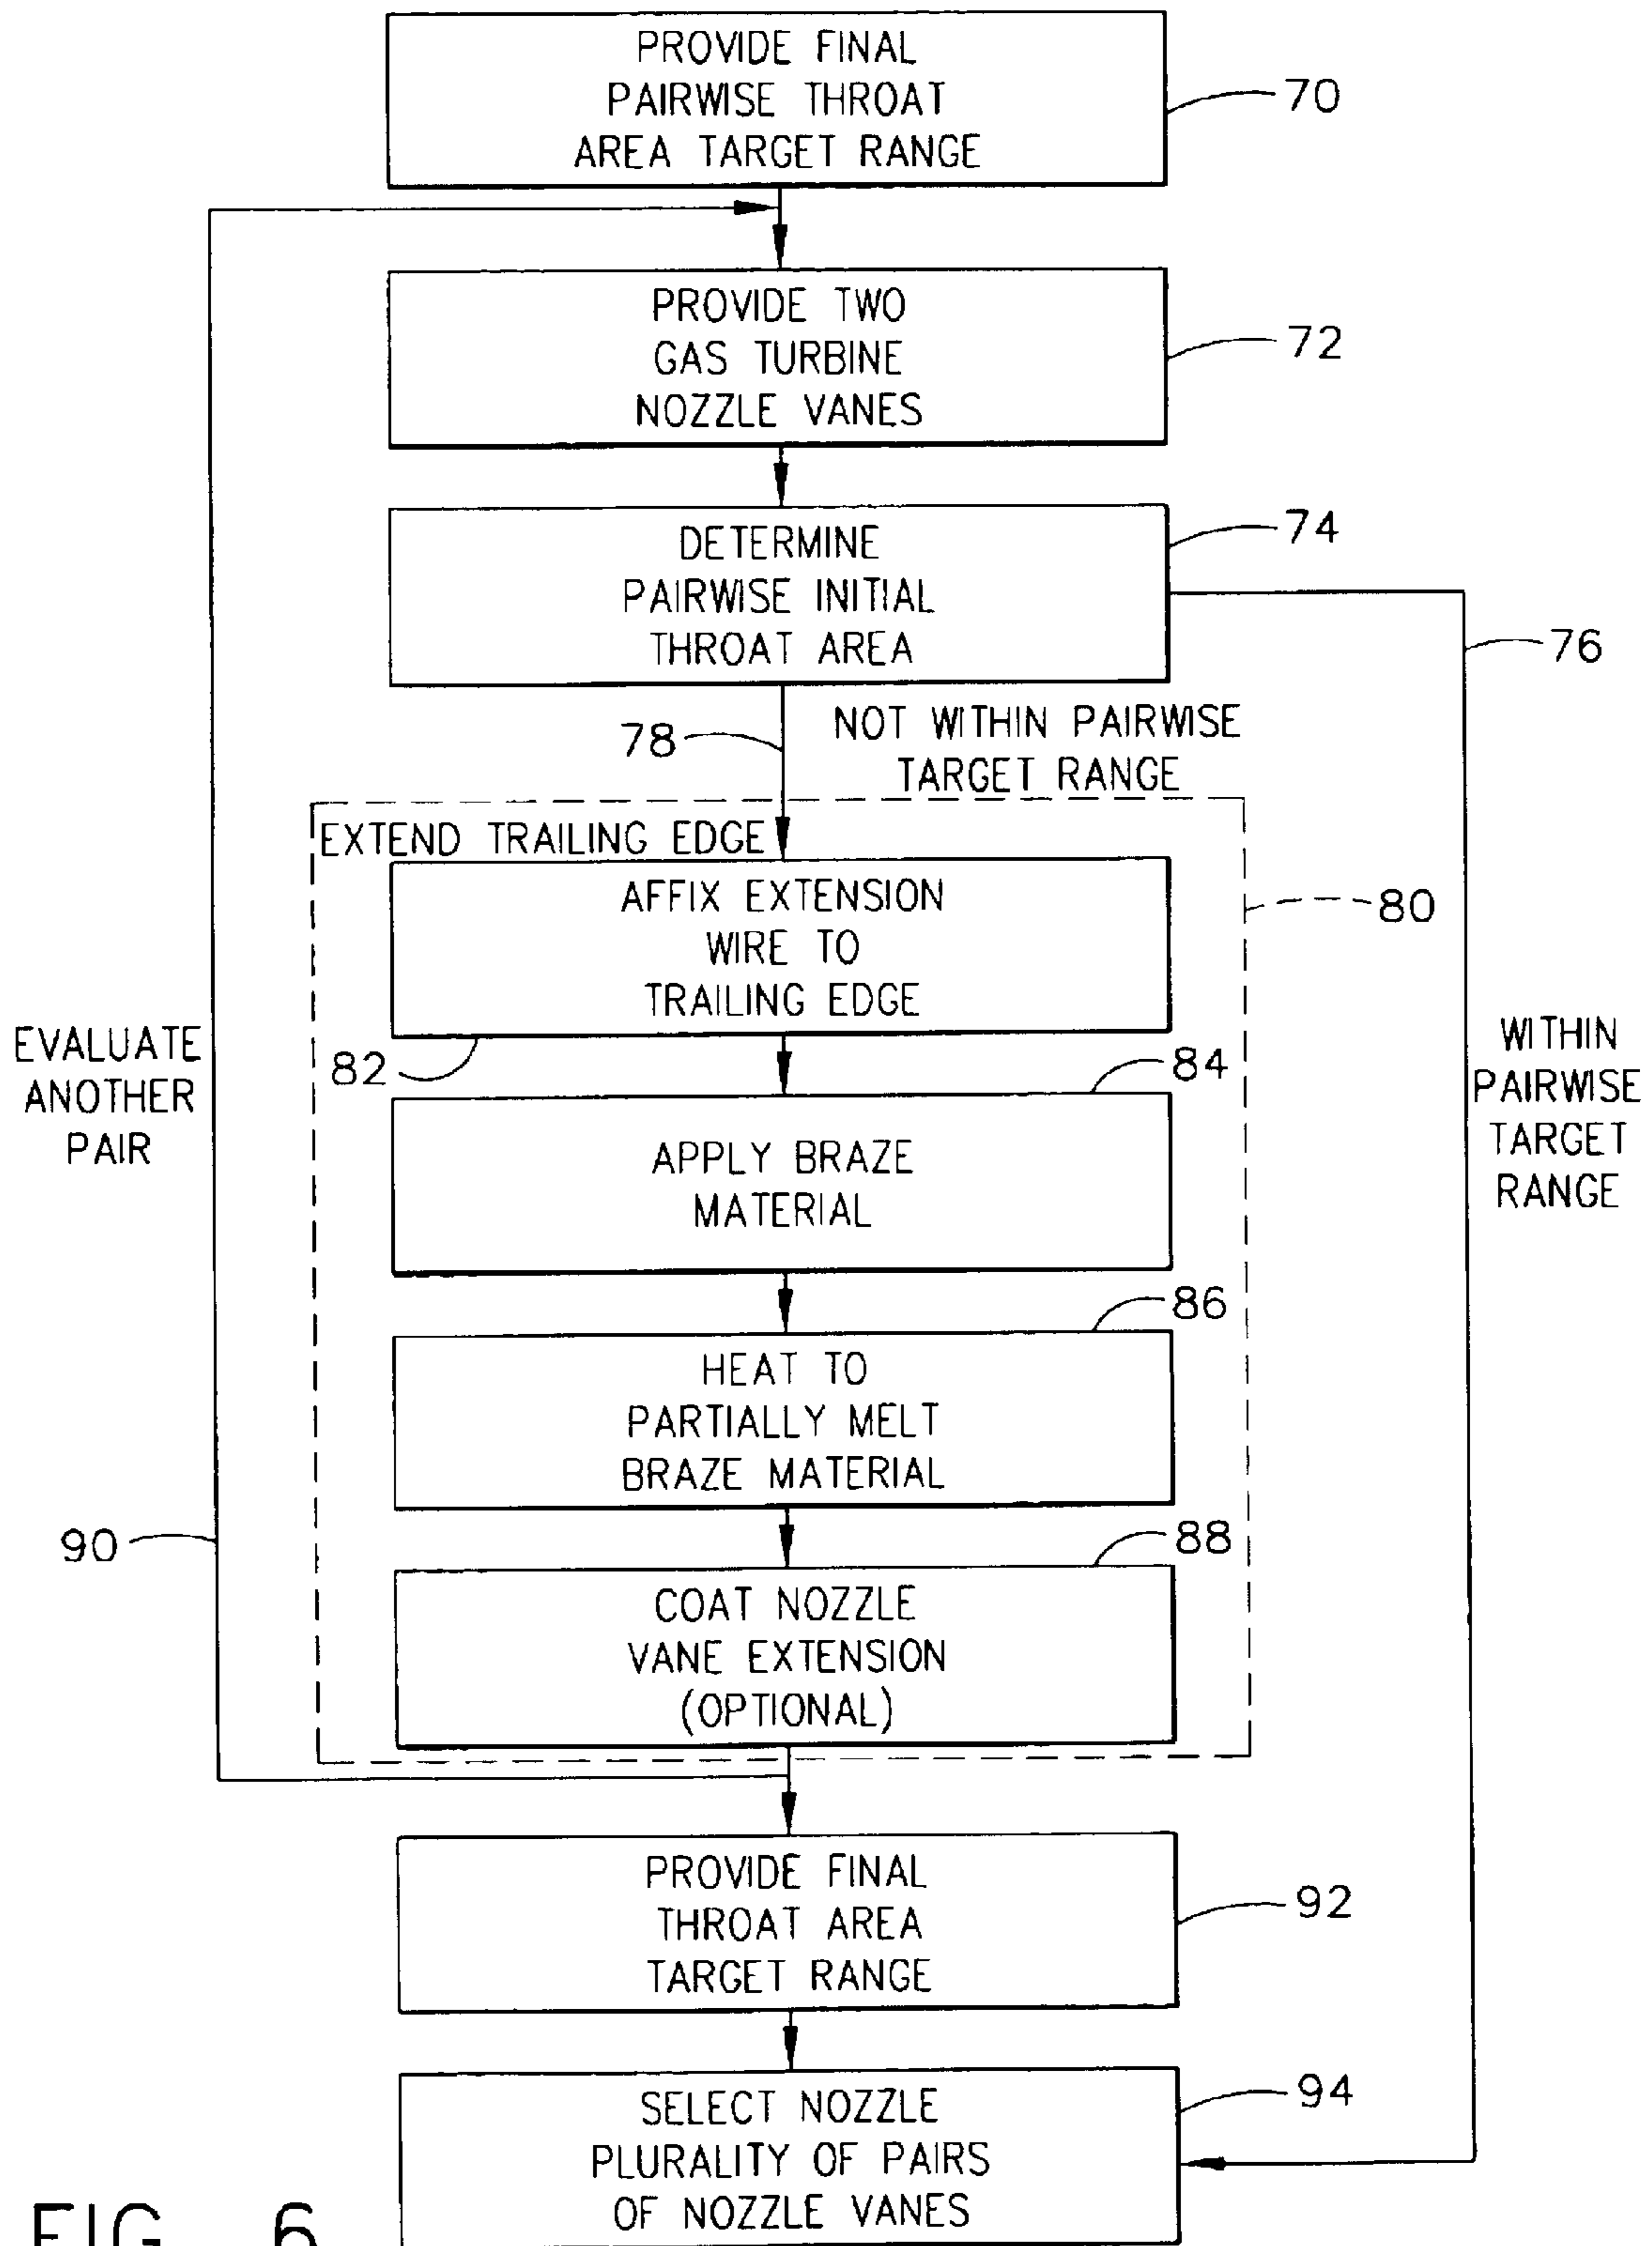 PROVIDE FINAL
PAIRWISE THROAT
AREA TARGET RANGE
70
PROVIDE TWO
GAS TURBINE
NOZZLE VANES
72
DETERMINE
PAIRWISE INITIAL
THROAT AREA
74
76
78
NOT WITHIN PAIRWISE
TARGET RANGE
EXTEND TRAILING EDGE
80
AFFIX EXTENSION
WIRE TO
TRAILING EDGE
82
EVALUATE
ANOTHER
PAIR
WITHIN
PAIRWISE
TARGET
RANGE
84
APPLY BRAZE
MATERIAL
86
HEAT TO
PARTIALLY MELT
BRAZE MATERIAL
90
88
COAT NOZZLE
VANE EXTENSION
(OPTIONAL)
PROVIDE FINAL
THROAT AREA
TARGET RANGE
92
SELECT NOZZLE
PLURALITY OF PAIRS
OF NOZZLE VANES
94
FIG. 6